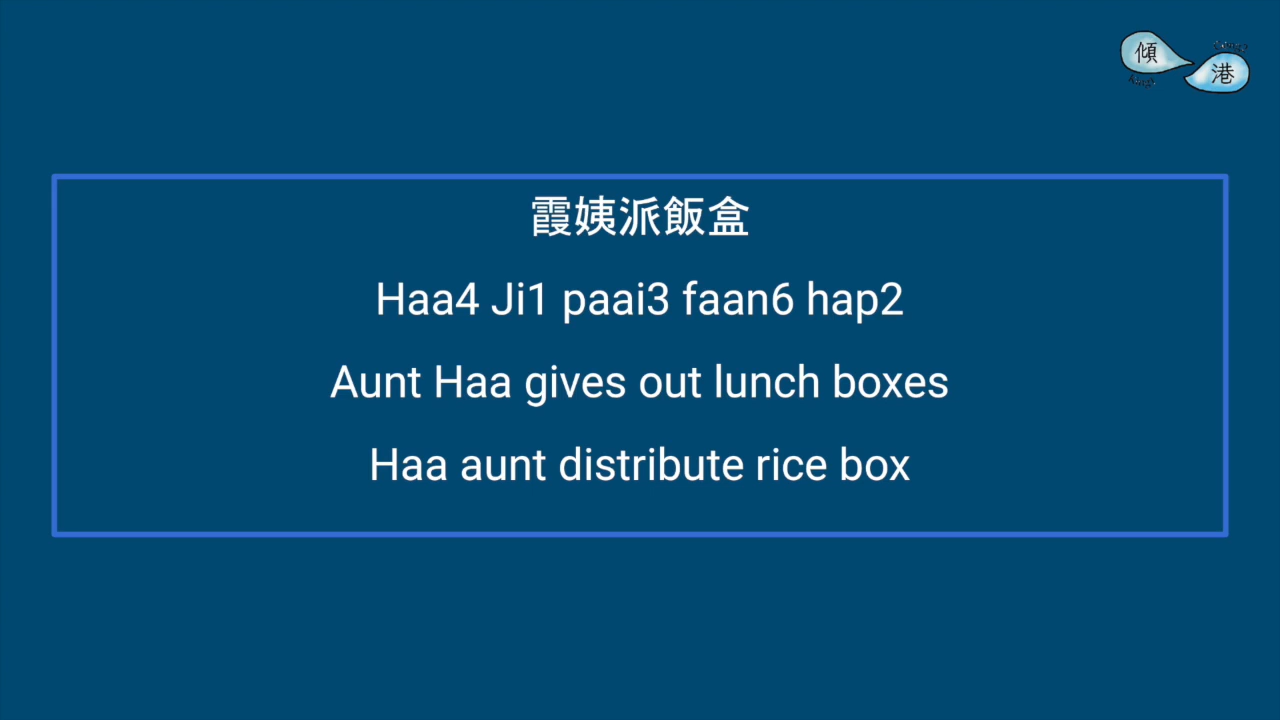 傾
港
霞姨派飯盒
Haa4 Ji1 paai3 faan6 hap2
Aunt Haa gives out lunch boxes
Haa aunt distribute rice box